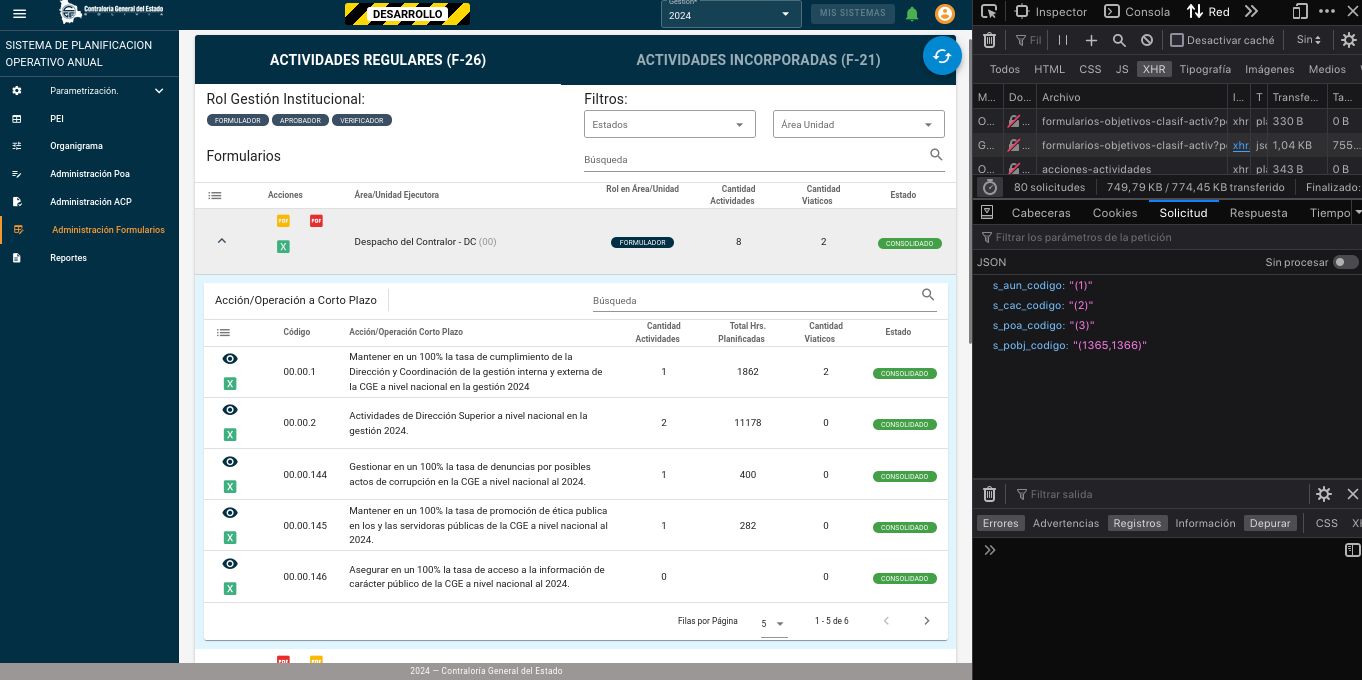 Contraloría General del Estado
BOLIVIA
DESARROLLO
Gestión*
2024
MIS SISTEMAS
SISTEMA DE PLANIFICACION
OPERATIVO ANUAL
Parametrización.
PEI
Organigrama
Administración Poa
Administración ACP
Administración Formularios
Reportes
ACTIVIDADES REGULARES (F-26)
ACTIVIDADES INCORPORADAS (F-21)
Rol Gestión Institucional:
FORMULADOR
APROBADOR
VERIFICADOR
Filtros:
Estados
Área Unidad
Formularios
Búsqueda
Acciones
Área/Unidad Ejecutora
Rol en Área/Unidad
Cantidad
Actividades
Cantidad
Viaticos
Estado
PDF
PDF
X
Despacho del Contralor - DC (00)
FORMULADOR
8
2
CONSOLIDADO
Acción/Operación a Corto Plazo
Búsqueda
Código
Acción/Operación Corto Plazo
Cantidad
Actividades
Total Hrs.
Planificadas
Cantidad
Viaticos
Estado
X
00.00.1
Mantener en un 100% la tasa de cumplimiento de la
Dirección y Coordinación de la gestión interna y externa de
la CGE a nivel nacional en la gestión 2024
1
1862
2
CONSOLIDADO
X
00.00.2
Actividades de Dirección Superior a nivel nacional en la
gestión 2024.
2
11178
0
CONSOLIDADO
X
00.00.144
Gestionar en un 100% la tasa de denuncias por posibles
actos de corrupción en la CGE a nivel nacional al 2024.
1
400
0
CONSOLIDADO
X
00.00.145
Mantener en un 100% la tasa de promoción de ética publica
en los y las servidoras públicas de la CGE a nivel nacional al
2024.
1
282
0
CONSOLIDADO
X
00.00.146
Asegurar en un 100% la tasa de acceso a la información de
carácter público de la CGE a nivel nacional al 2024.
0
0
CONSOLIDADO
Filas por Página
5
1 - 5 de 6
PDF
PDF
2024 — Contraloría General del Estado
Inspector
Consola
Red
Fil
Desactivar caché
Sin
Todos
HTML
CSS
JS
XHR
Tipografía
Imágenes
Medios
M...
Do...
Archivo
I...
T
Transfe...
Ta...
O...
...
formularios-objetivos-clasif-activ?p
xhr
pl
330 B
0 B
G...
...
formularios-objetivos-clasif-activ?p
xhr
js
1,04 KB
755...
O...
...
acciones-actividades
xhr
pl
343 B
0 B
80 solicitudes
749,79 KB / 774,45 KB transferido
Finalizado:
Cabeceras
Cookies
Solicitud
Respuesta
Tiempo
Filtrar los parámetros de la petición
JSON
Sin procesar
s_aun_codigo: "(1)"
s_cac_codigo: "(2)"
s_poa_codigo: "(3)"
s_pobj_codigo: "(1365,1366)"
Filtrar salida
Errores
Advertencias
Registros
Información
Depurar
CSS